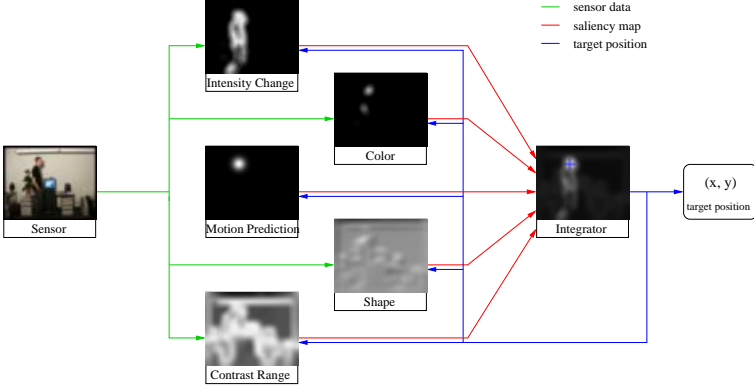 sensor data
saliency map
target position
Intensity Change
Color
Sensor
Motion Prediction
Integrator
(x, y)
target position
Shape
Contrast Range